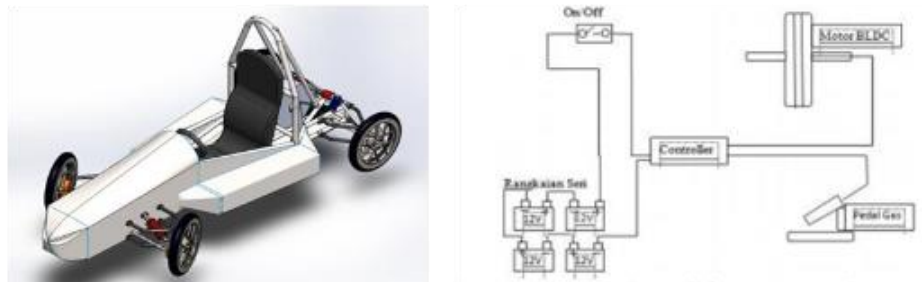 On/Off
Motor BLDC
Controller
Rangkaian Seri
12V
12V
Pedal Gas
12V
12V